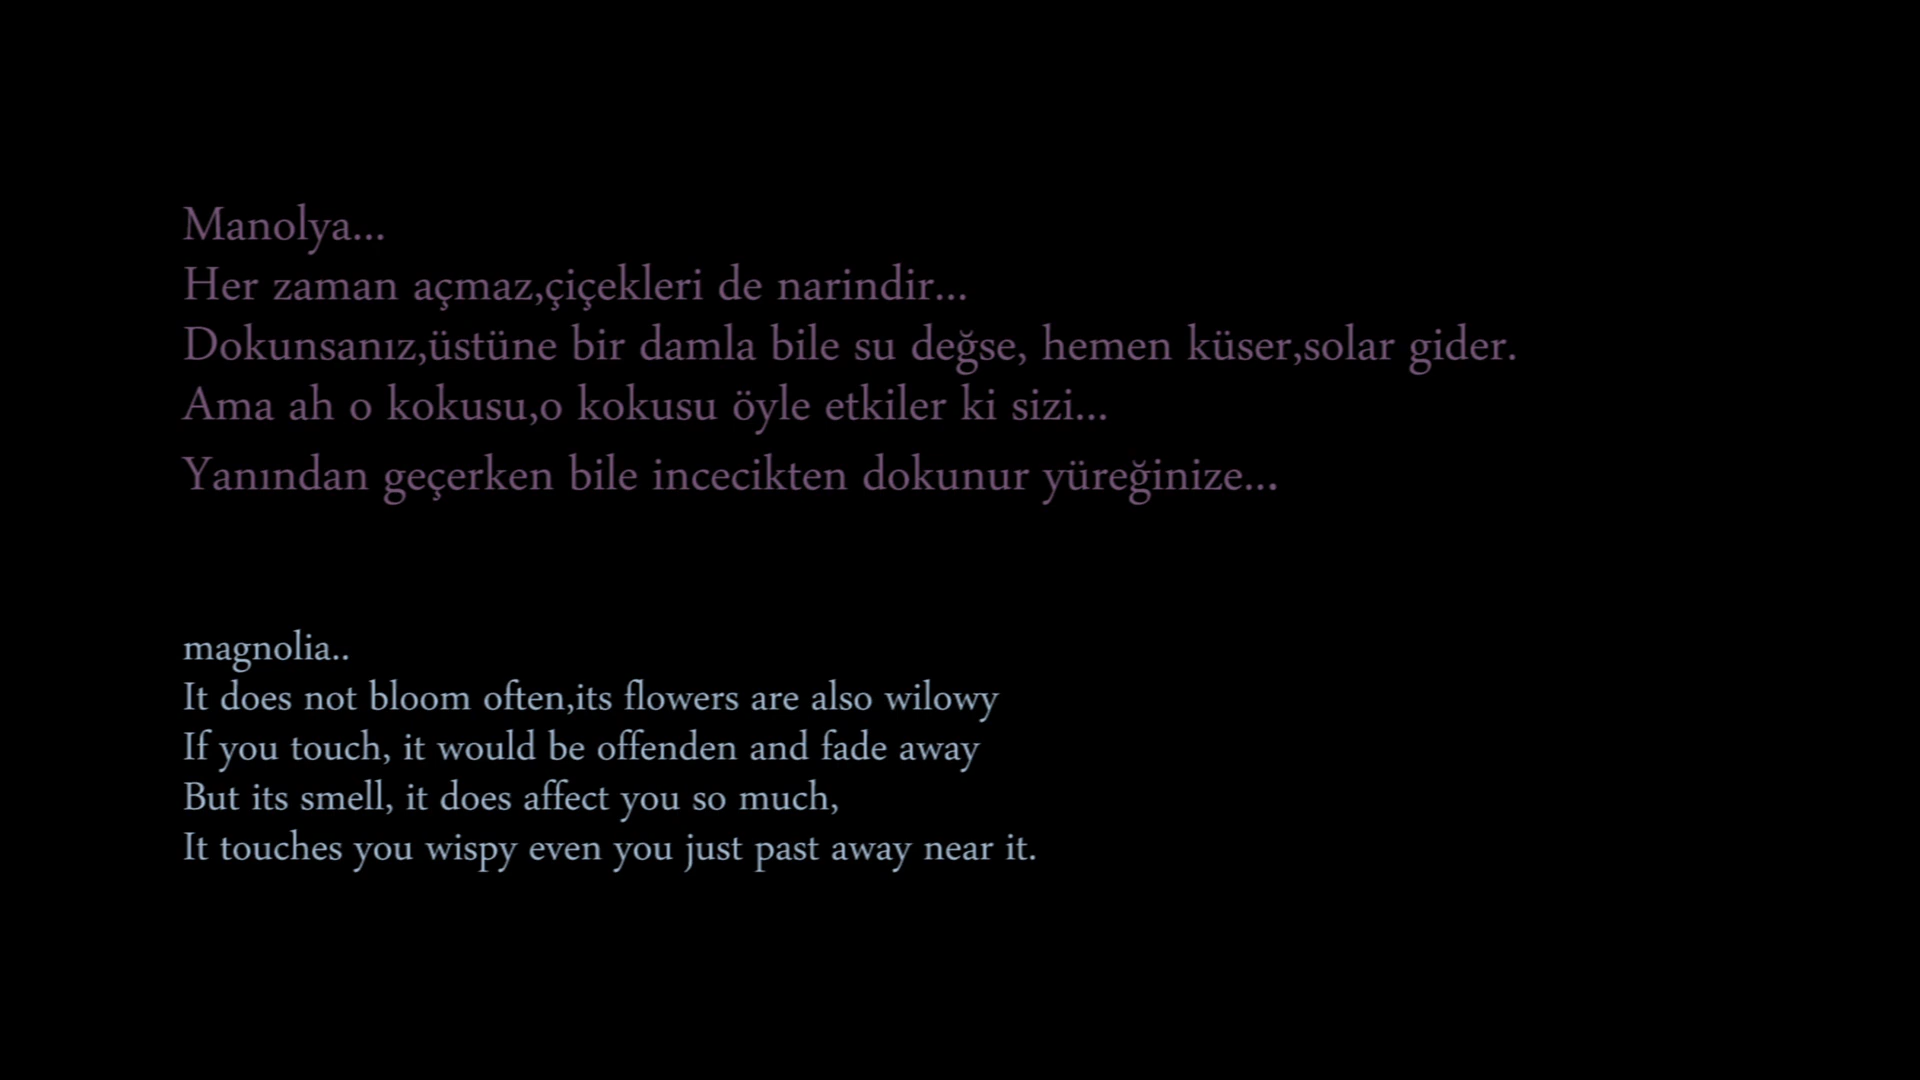 Manolya...
Her zaman açmaz,çiçekleri de narindir...
Dokunsanız,üstüne bir damla bile su değse, hemen küser,solar gider.
Ama ah o kokusu,o kokusu öyle etkiler ki sizi...
Yanından geçerken bile incecikten dokunur yüreğinize...
magnolia..
It does not bloom often,its flowers are also wilowy
If you touch, it would be offenden and fade away
But its smell, it does affect you so much,
It touches you wispy even you just past away near it.